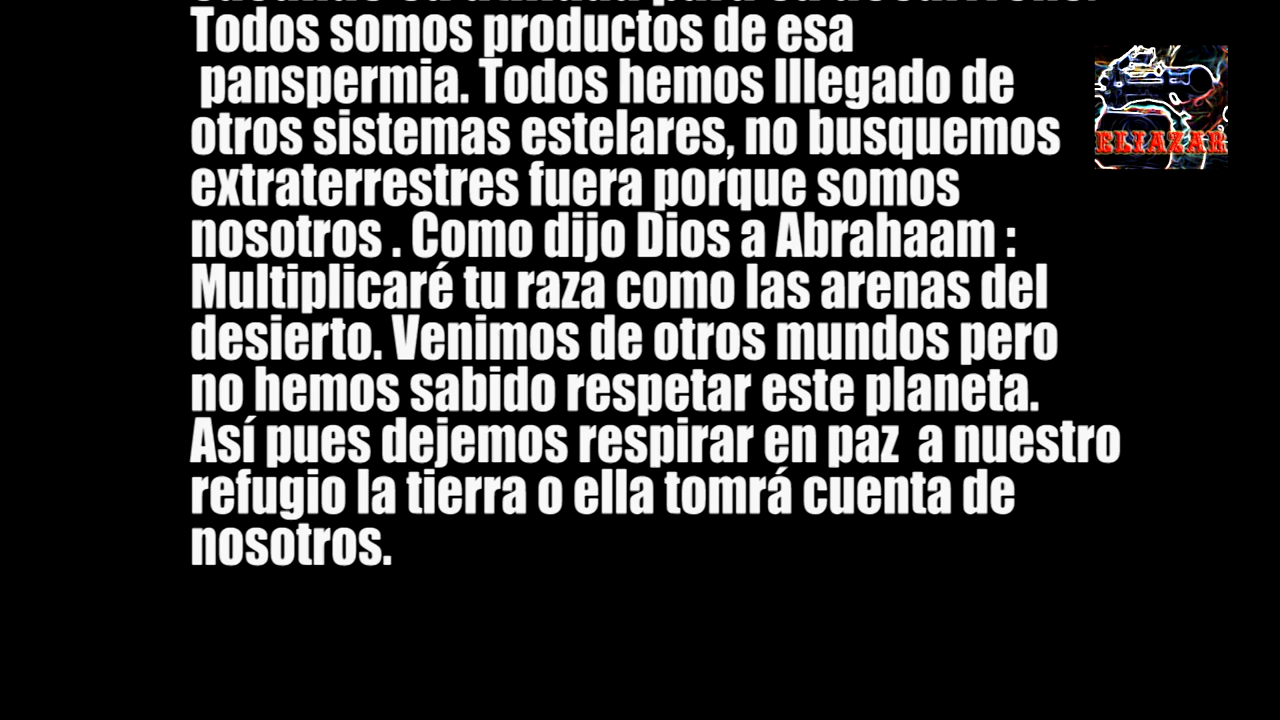 Todos somos productos de esa
panspermia. Todos hemos lllegado de
otros sistemas estelares, no busquemos
extraterrestres fuera porque somos
nosotros . Como dijo Dios a Abrahaam :
Multiplicaré tu raza como las arenas del
desierto. Venimos de otros mundos pero
no hemos sabido respetar este planeta.
Así pues dejemos respirar en paz  a nuestro
refugio la tierra o ella tomrá cuenta de
nosotros.
ELIAZAR